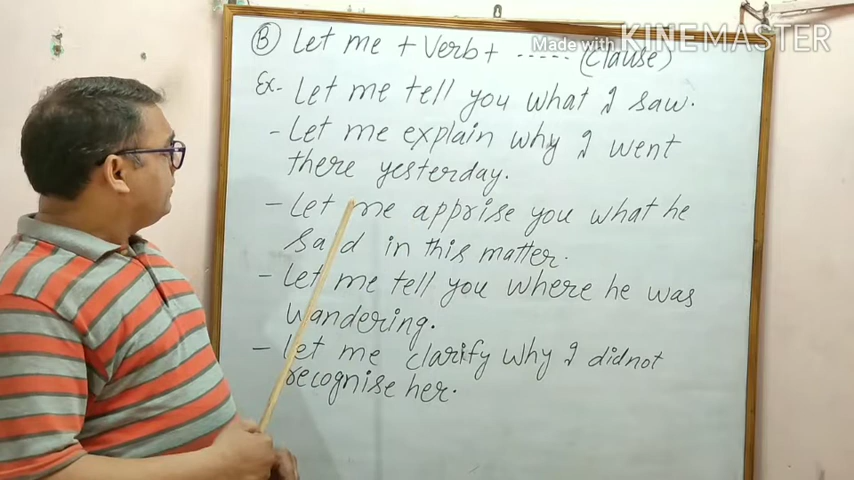 Made with KINEMASTER
(B) Let me + Verb + ..... (clause)
Ex- Let me tell you what I saw.
- Let me explain why I went
there yesterday.
- Let me apprise you what he
said in this matter.
- Let me tell you where he was
wandering.
- Let me clarify why I didnot
recognise her.